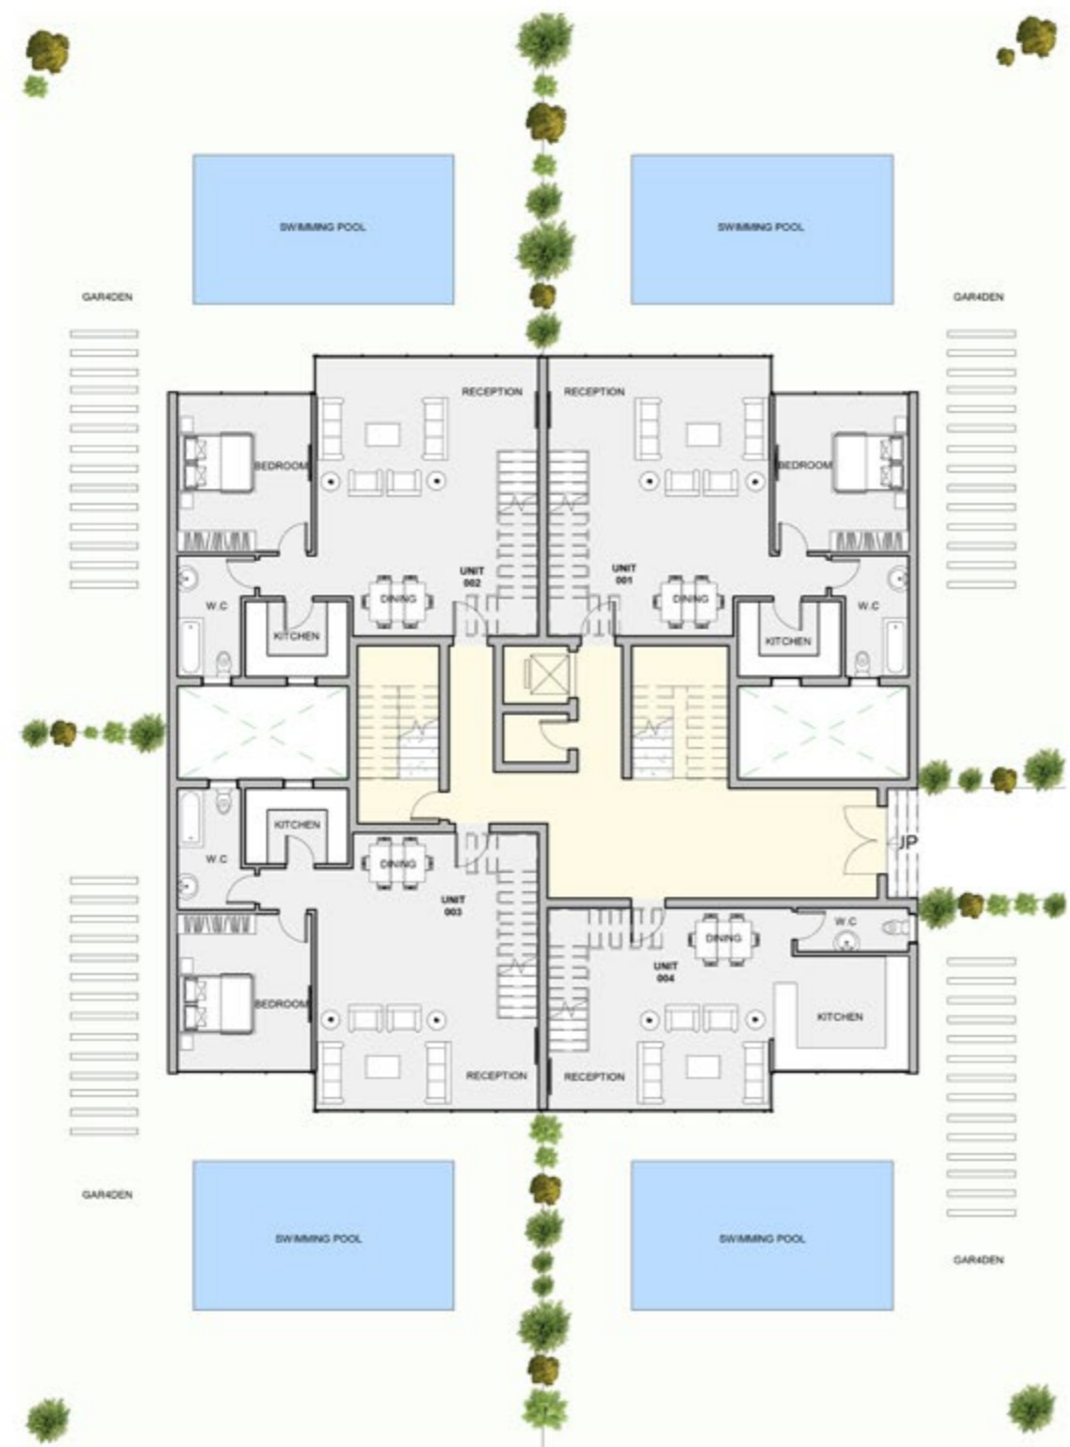 SWIMMING POOL
SWIMMING POOL
GAR4DEN
GAR4DEN
RECEPTION
RECEPTION
BEDROOM
BEDROOM
UNIT
002
UNIT
001
DINING
DINING
W.C
W.C
KITCHEN
KITCHEN
KITCHEN
JP
W.C
DINING
UNIT
003
W.C
DINING
UNIT
004
BEDROOM
KITCHEN
RECEPTION
RECEPTION
GAR4DEN
SWIMMING POOL
SWIMMING POOL
GAR4DEN